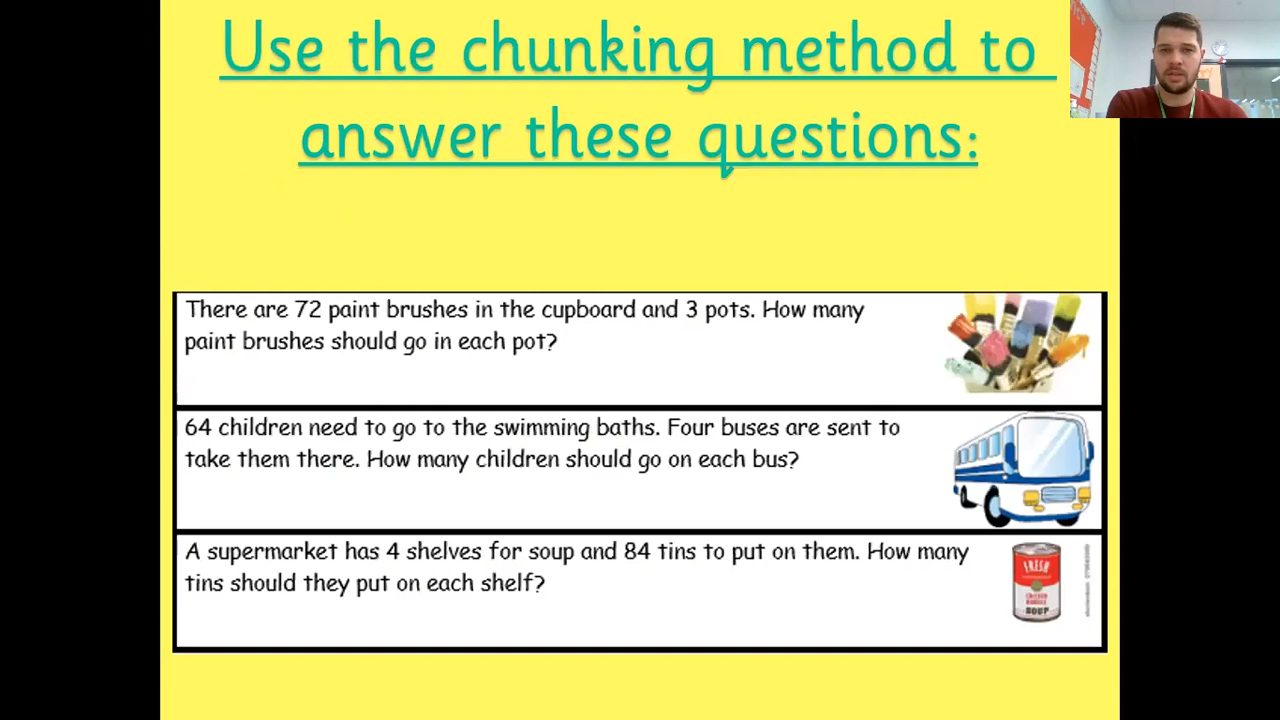 Use the chunking method to
answer these questions:
There are 72 paint brushes in the cupboard and 3 pots. How many
paint brushes should go in each pot?
64 children need to go to the swimming baths. Four buses are sent to
take them there. How many children should go on each bus?
A supermarket has 4 shelves for soup and 84 tins to put on them. How many
tins should they put on each shelf?
FRESH
SOUP